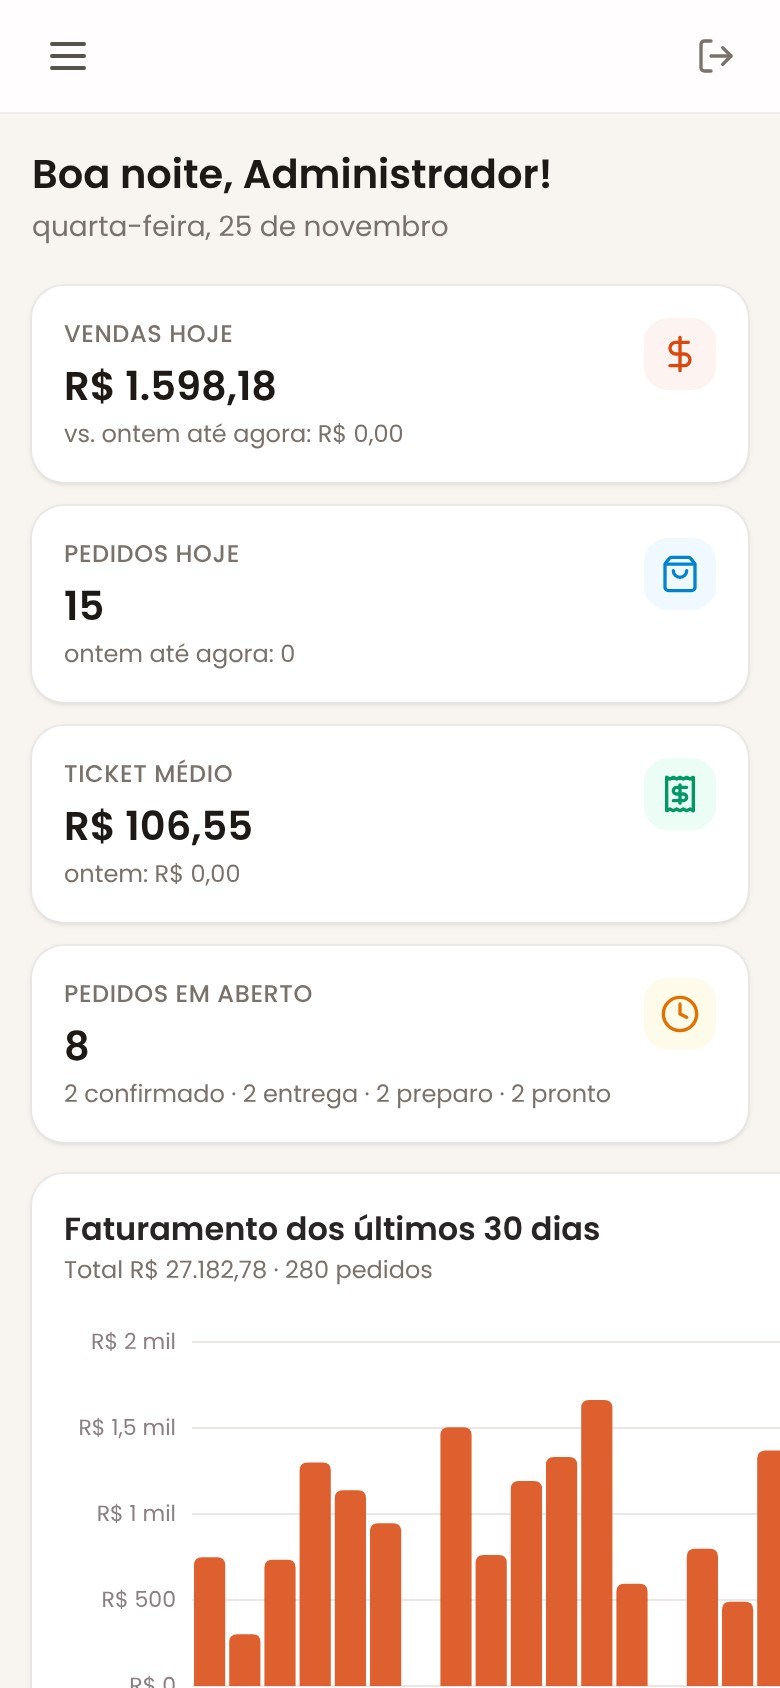 Boa noite, Administrador!
quarta-feira, 25 de novembro
VENDAS HOJE
R$ 1.598,18
vs. ontem até agora: R$ 0,00
PEDIDOS HOJE
15
ontem até agora: 0
TICKET MÉDIO
R$ 106,55
ontem: R$ 0,00
PEDIDOS EM ABERTO
8
2 confirmado · 2 entrega · 2 preparo · 2 pronto
Faturamento dos últimos 30 dias
Total R$ 27.182,78 · 280 pedidos
R$ 2 mil
R$ 1,5 mil
R$ 1 mil
R$ 500
R$ 0